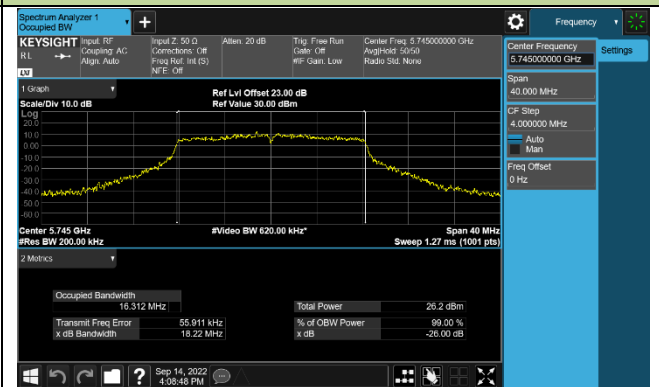 Spectrum Analyzer 1
Occupied BW
+
Frequency
KEYSIGHT
RL
LXI
Input: RF
Coupling: AC
Align: Auto
Input Z: 50 Ω
Corrections: Off
Freq Ref: Int (S)
NFE: Off
Atten: 20 dB
Trig: Free Run
Gate: Off
#IF Gain: Low
Center Freq: 5.745000000 GHz
Avg|Hold: 50/50
Radio Std: None
Center Frequency
5.745000000 GHz
Settings
Span
40.000 MHz
CF Step
4.000000 MHz
Auto
Man
Freq Offset
0 Hz
1 Graph
Scale/Div 10.0 dB
Ref Lvl Offset 23.00 dB
Ref Value 30.00 dBm
Log
20.0
10.0
0.00
-10.0
-20.0
-30.0
-40.0
-50.0
-60.0
Center 5.745 GHz
#Res BW 200.00 kHz
#Video BW 620.00 kHz*
Span 40 MHz
Sweep 1.27 ms (1001 pts)
2 Metrics
Occupied Bandwidth
16.312 MHz
Total Power 26.2 dBm
Transmit Freq Error 55.911 kHz
% of OBW Power 99.00 %
x dB Bandwidth 18.22 MHz
x dB -26.00 dB
?
Sep 14, 2022
4:08:48 PM